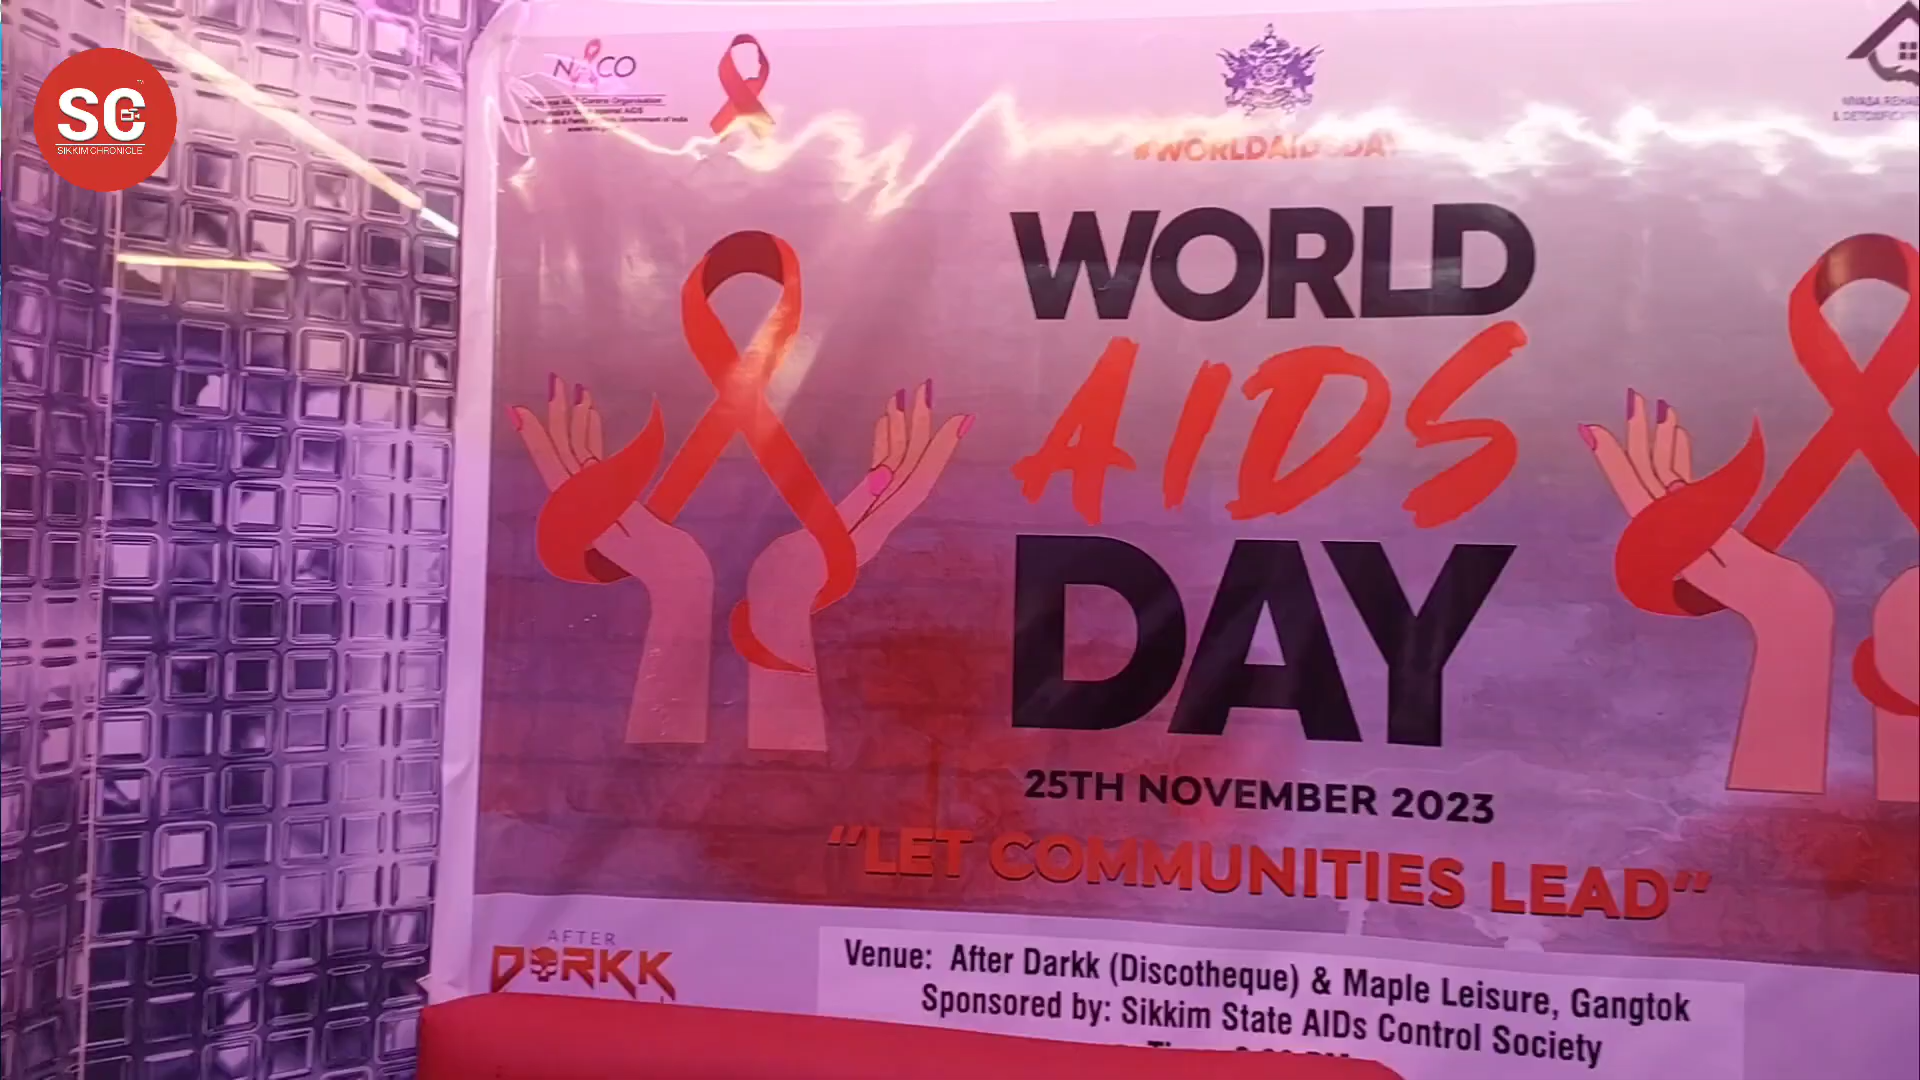 SC
SIKKIM CHRONICLE
NACO
#WORLDAIDSDAY
WORLD
AIDS
DAY
25TH NOVEMBER 2023
"LET COMMUNITIES LEAD"
AFTER
DARKK
Venue: After Darkk (Discotheque) & Maple Leisure, Gangtok
Sponsored by: Sikkim State AIDs Control Society